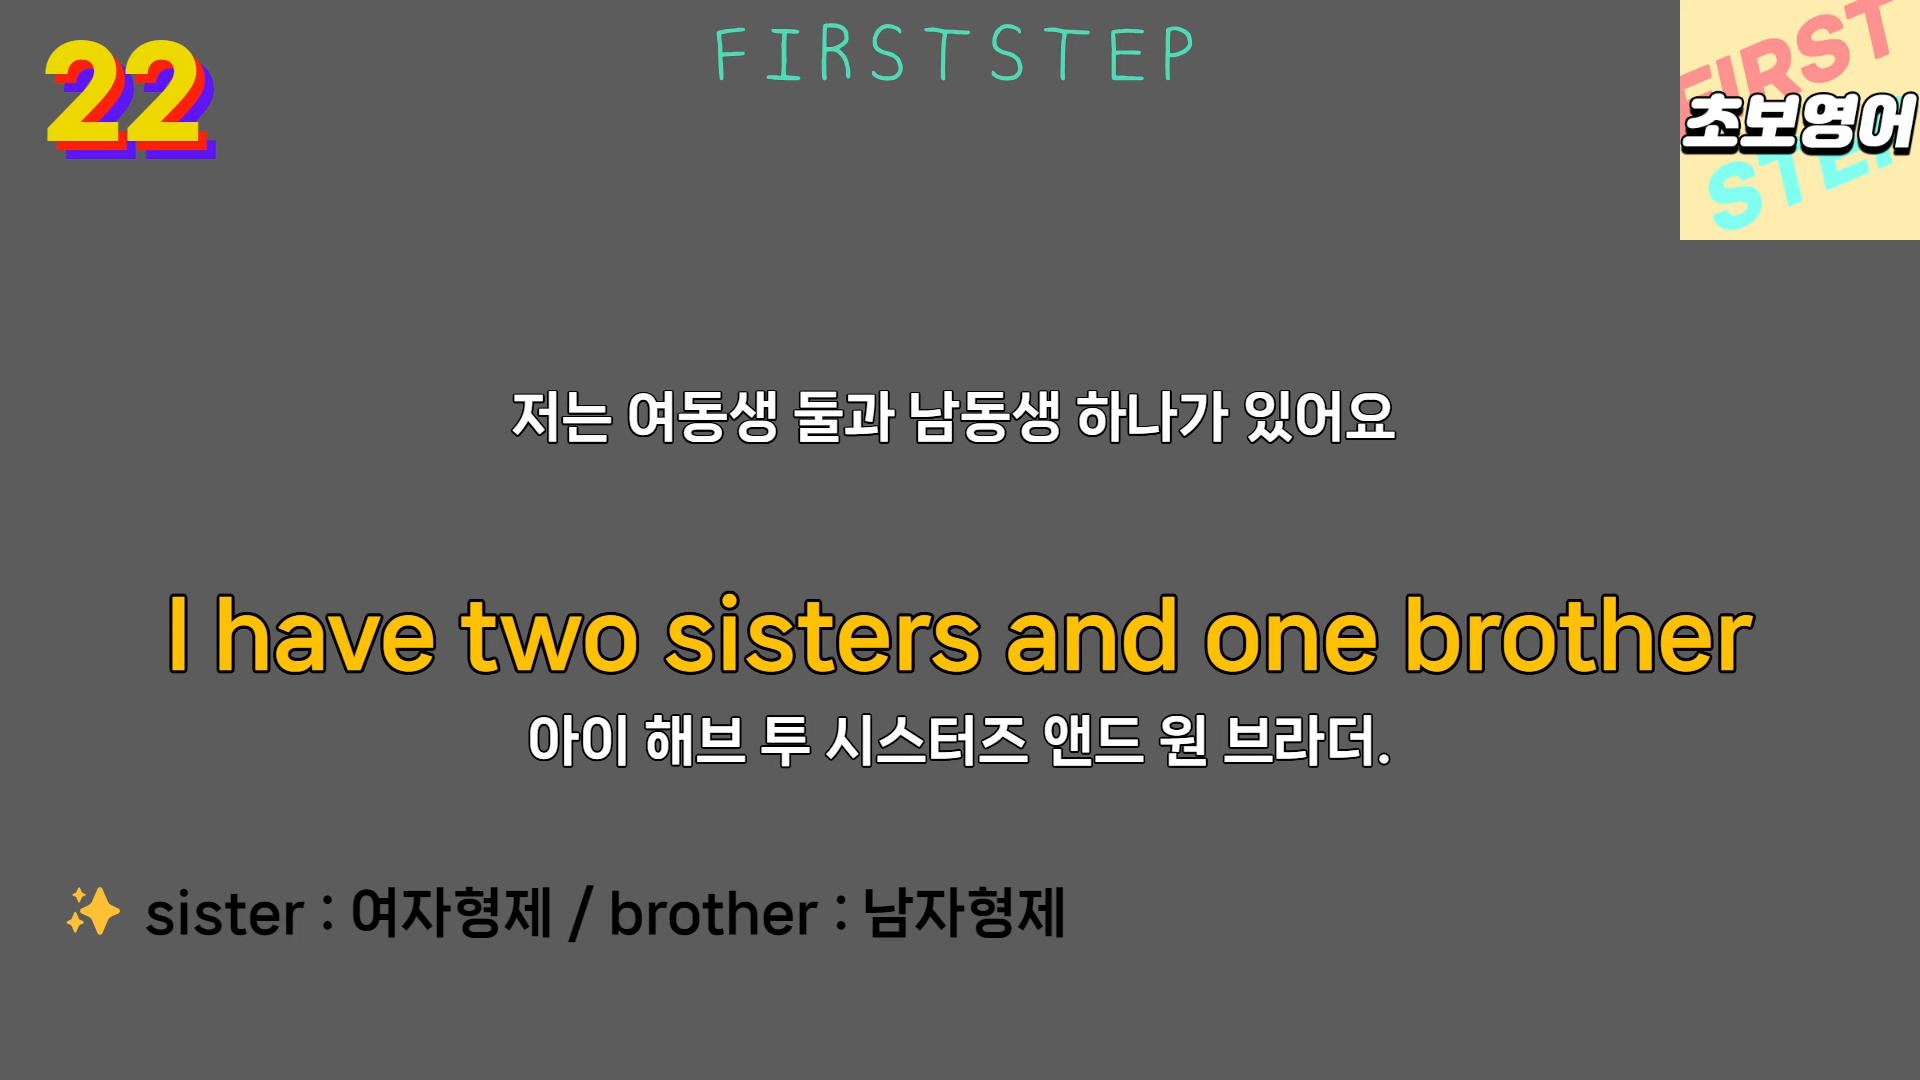 22
FIRSTSTEP
FIRST
초보영어
STEP
저는 여동생 둘과 남동생 하나가 있어요
I have two sisters and one brother
아이 해브 투 시스터즈 앤드 원 브라더.
✨ sister : 여자형제 / brother : 남자형제